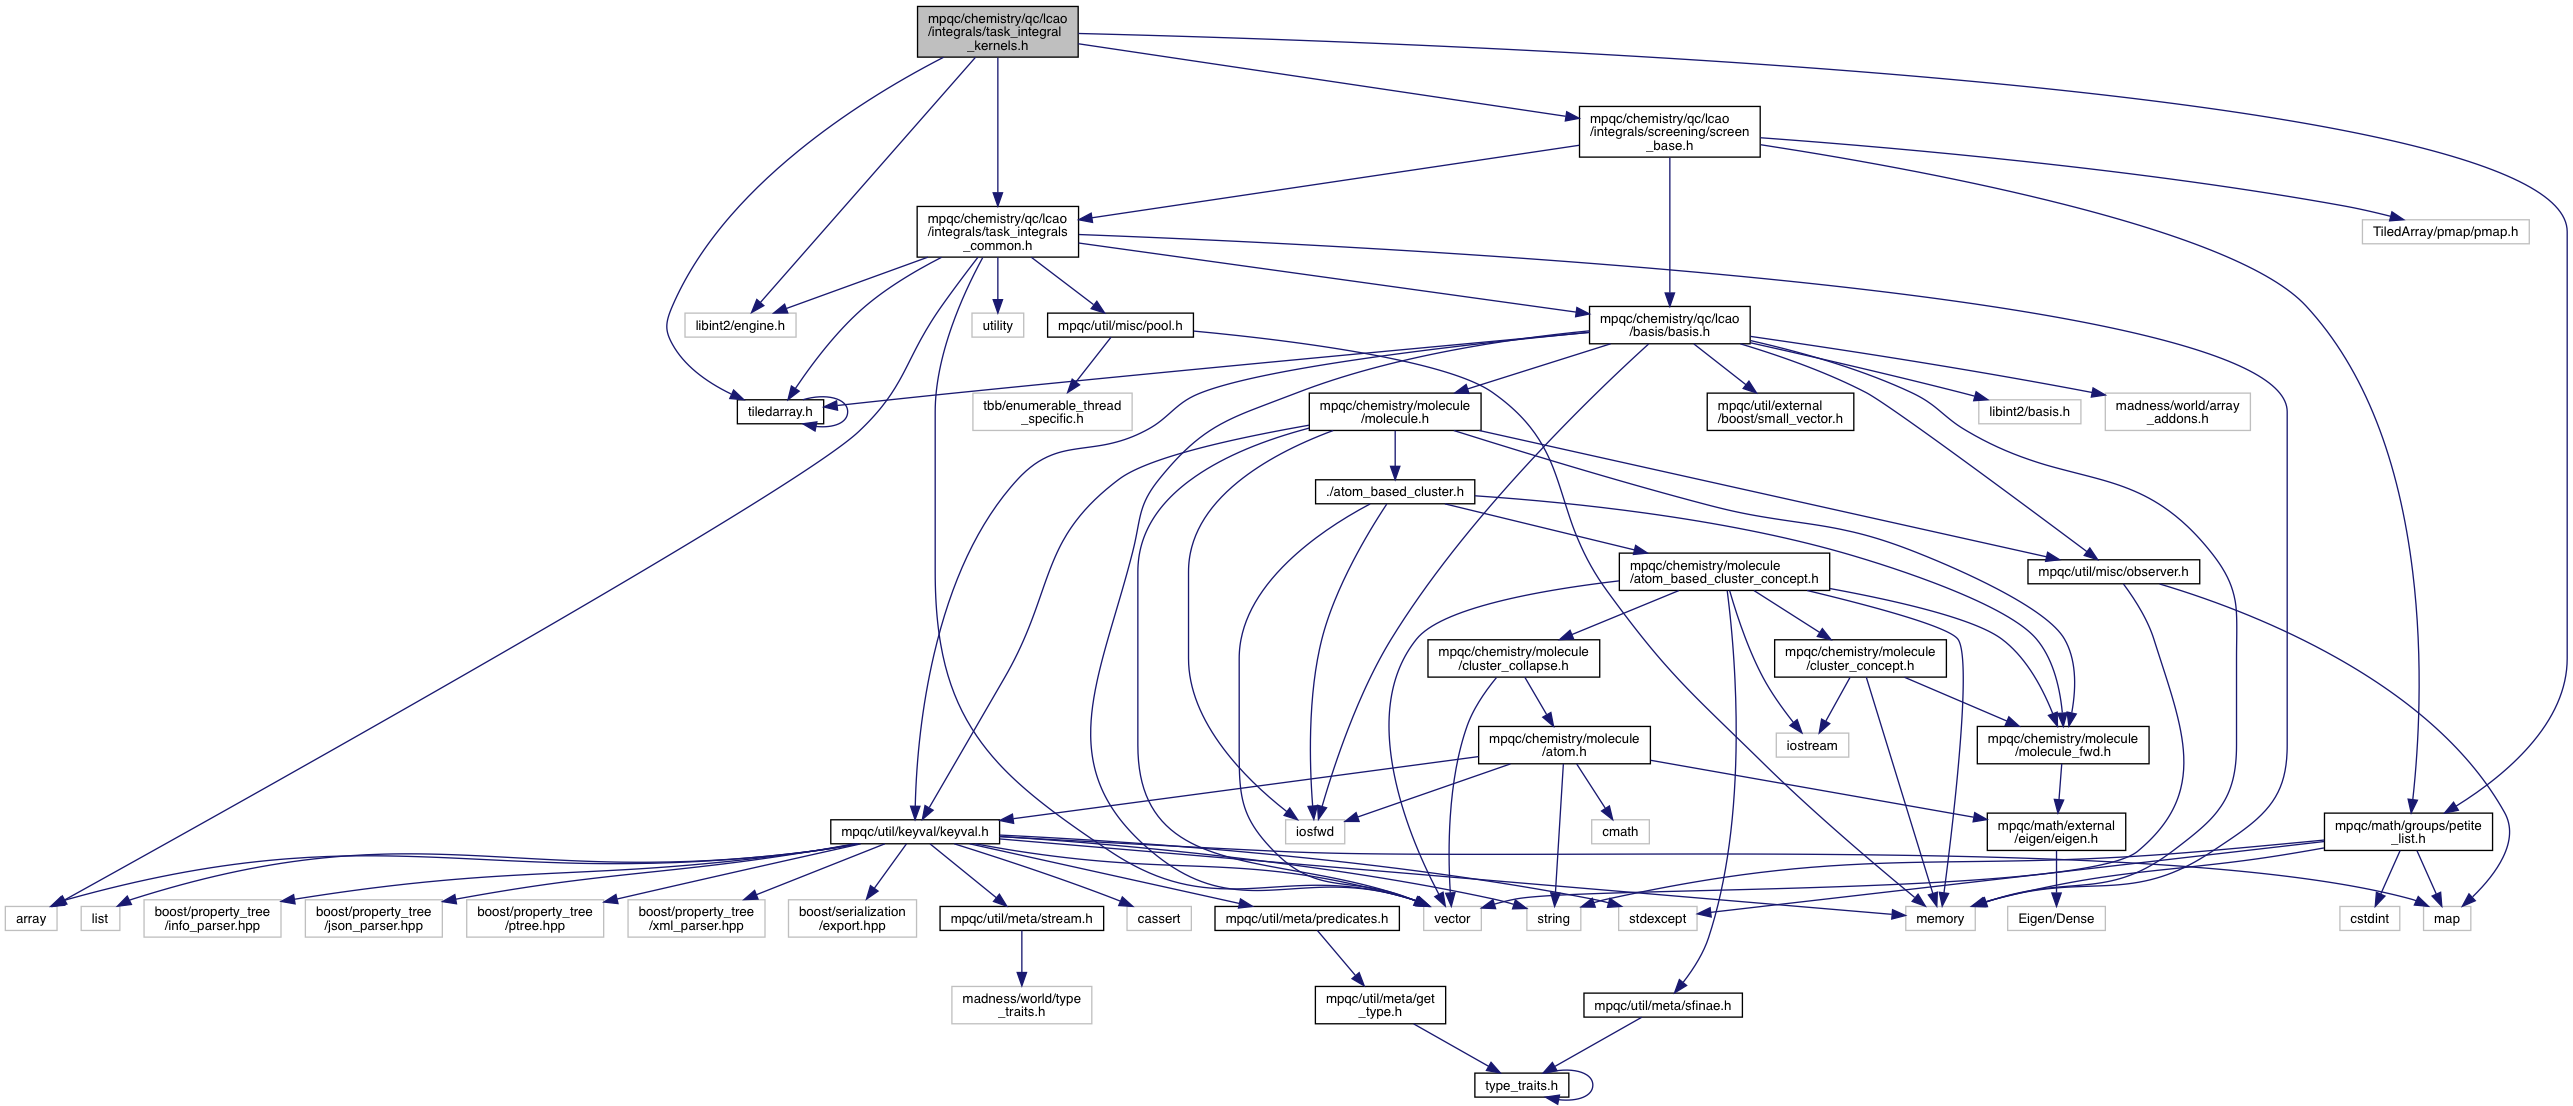 mpqc/chemistry/qc/lcao
/integrals/task_integral
_kernels.h
mpqc/chemistry/qc/lcao
/integrals/screening/screen
_base.h
mpqc/chemistry/qc/lcao
/integrals/task_integrals
_common.h
TiledArray/pmap/pmap.h
libint2/engine.h
utility
mpqc/util/misc/pool.h
mpqc/chemistry/qc/lcao
/basis/basis.h
tiledarray.h
tbb/enumerable_thread
_specific.h
mpqc/chemistry/molecule
/molecule.h
mpqc/util/external
/boost/small_vector.h
libint2/basis.h
madness/world/array
_addons.h
./atom_based_cluster.h
mpqc/chemistry/molecule
/atom_based_cluster_concept.h
mpqc/util/misc/observer.h
mpqc/chemistry/molecule
/cluster_collapse.h
mpqc/chemistry/molecule
/cluster_concept.h
mpqc/chemistry/molecule
/atom.h
iostream
mpqc/chemistry/molecule
/molecule_fwd.h
mpqc/util/keyval/keyval.h
iosfwd
cmath
mpqc/math/external
/eigen/eigen.h
mpqc/math/groups/petite
_list.h
array
list
boost/property_tree
/info_parser.hpp
boost/property_tree
/json_parser.hpp
boost/property_tree
/ptree.hpp
boost/property_tree
/xml_parser.hpp
boost/serialization
/export.hpp
mpqc/util/meta/stream.h
cassert
mpqc/util/meta/predicates.h
vector
string
stdexcept
memory
Eigen/Dense
cstdint
map
madness/world/type
_traits.h
mpqc/util/meta/get
_type.h
mpqc/util/meta/sfinae.h
type_traits.h